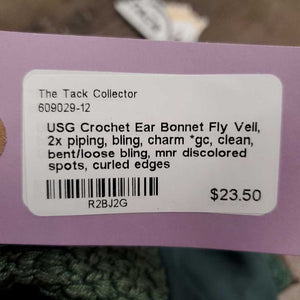 The Tack Collector
609029-12
USG Crochet Ear Bonnet Fly Veil,
2x piping, bling, charm *gc, clean,
bent/loose bling, mnr discolored
spots, curled edges
$23.50
R2BJ2G